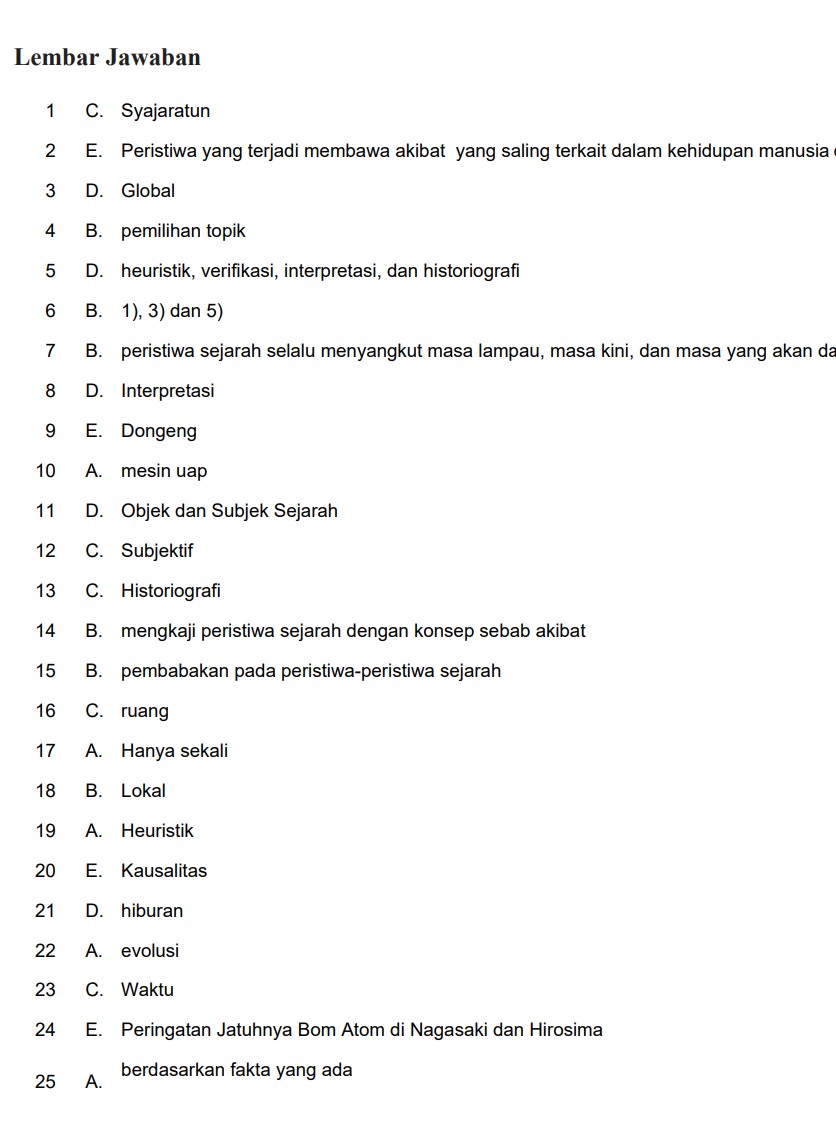 Lembar Jawaban
1 C. Syajaratun
2 E. Peristiwa yang terjadi membawa akibat yang saling terkait dalam kehidupan manusia
3 D. Global
4 B. pemilihan topik
5 D. heuristik, verifikasi, interpretasi, dan historiografi
6 B. 1), 3) dan 5)
7 B. peristiwa sejarah selalu menyangkut masa lampau, masa kini, dan masa yang akan da
8 D. Interpretasi
9 E. Dongeng
10 A. mesin uap
11 D. Objek dan Subjek Sejarah
12 C. Subjektif
13 C. Historiografi
14 B. mengkaji peristiwa sejarah dengan konsep sebab akibat
15 B. pembabakan pada peristiwa-peristiwa sejarah
16 C. ruang
17 A. Hanya sekali
18 B. Lokal
19 A. Heuristik
20 E. Kausalitas
21 D. hiburan
22 A. evolusi
23 C. Waktu
24 E. Peringatan Jatuhnya Bom Atom di Nagasaki dan Hirosima
25 A. berdasarkan fakta yang ada